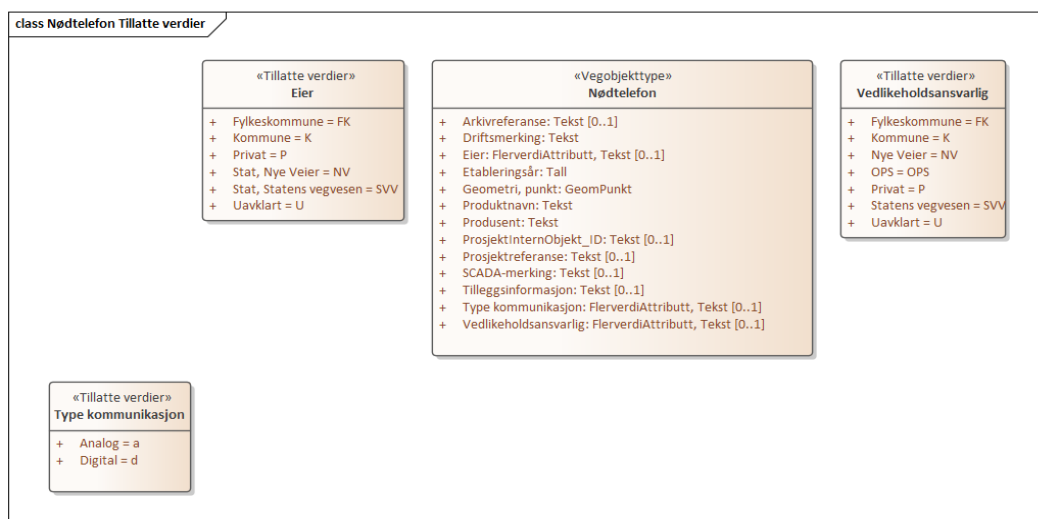 class Nødtelefon Tillatte verdier
«Tillatte verdier»
Eier
+ Fylkeskommune = FK
+ Kommune = K
+ Privat = P
+ Stat, Nye Veier = NV
+ Stat, Statens vegvesen = SVV
+ Uavklart = U
«Vegobjekttype»
Nødtelefon
+ Arkivreferanse: Tekst [0..1]
+ Driftsmerking: Tekst
+ Eier: FlerverdiAttributt, Tekst [0..1]
+ Etableringsår: Tall
+ Geometri, punkt: GeomPunkt
+ Produktnavn: Tekst
+ Produsent: Tekst
+ ProsjektInternObjekt_ID: Tekst [0..1]
+ Prosjektreferanse: Tekst [0..1]
+ SCADA-merking: Tekst [0..1]
+ Tilleggsinformasjon: Tekst [0..1]
+ Type kommunikasjon: FlerverdiAttributt, Tekst [0..1]
+ Vedlikeholdsansvarlig: FlerverdiAttributt, Tekst [0..1]
«Tillatte verdier»
Vedlikeholdsansvarlig
+ Fylkeskommune = FK
+ Kommune = K
+ Nye Veier = NV
+ OPS = OPS
+ Privat = P
+ Statens vegvesen = SVV
+ Uavklart = U
«Tillatte verdier»
Type kommunikasjon
+ Analog = a
+ Digital = d